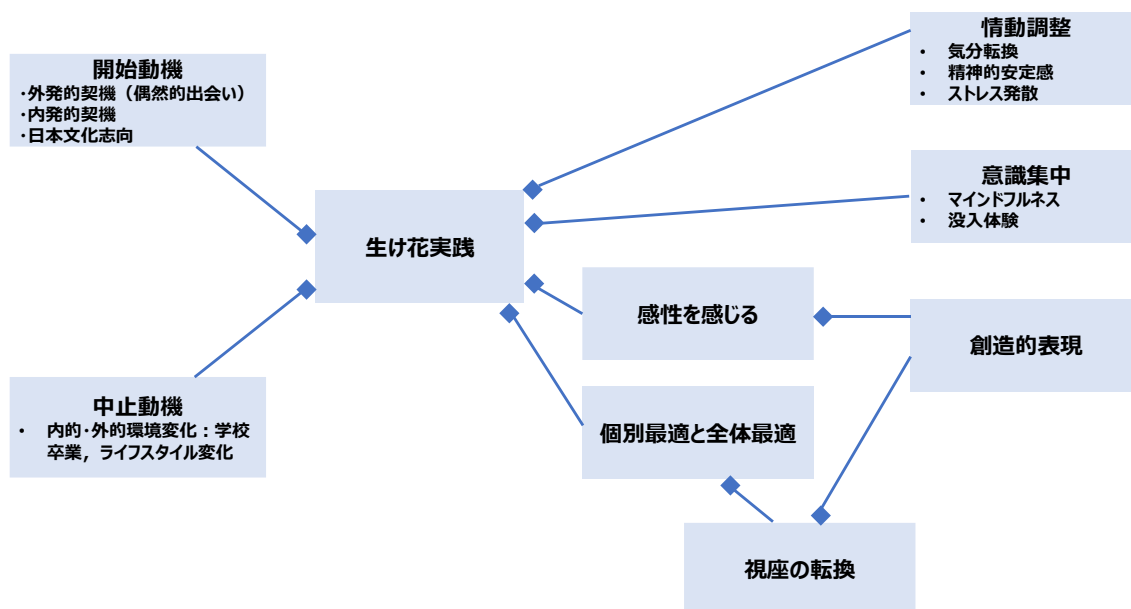 開始動機
・外発的契機（偶然的出会い）
・内発的契機
・日本文化志向
情動調整
• 気分転換
• 精神的安定感
• ストレス発散
意識集中
• マインドフルネス
• 没入体験
生け花実践
感性を感じる
創造的表現
中止動機
• 内的・外的環境変化：学校
卒業，ライフスタイル変化
個別最適と全体最適
視座の転換